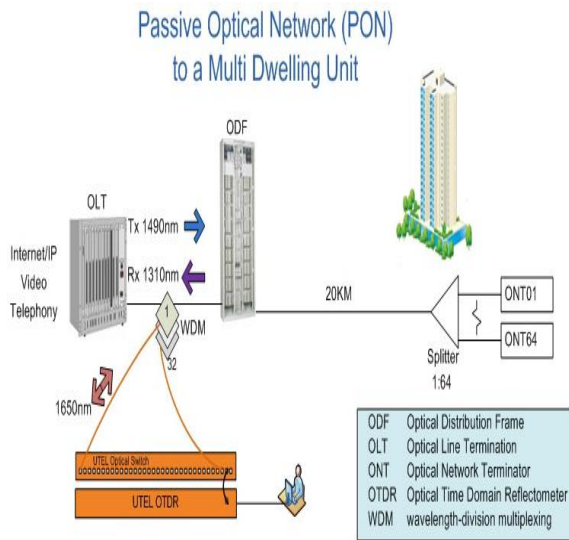 Passive Optical Network (PON)
to a Multi Dwelling Unit
ODF
OLT
Tx 1490nm
Internet/IP
Video
Telephony
Rx 1310nm
20KM
ONT01
1
WDM
32
ONT64
Splitter
1:64
1650nm
UTEL Optical Switch
UTEL OTDR
ODF Optical Distribution Frame
OLT Optical Line Termination
ONT Optical Network Terminator
OTDR Optical Time Domain Reflectometer
WDM wavelength-division multiplexing